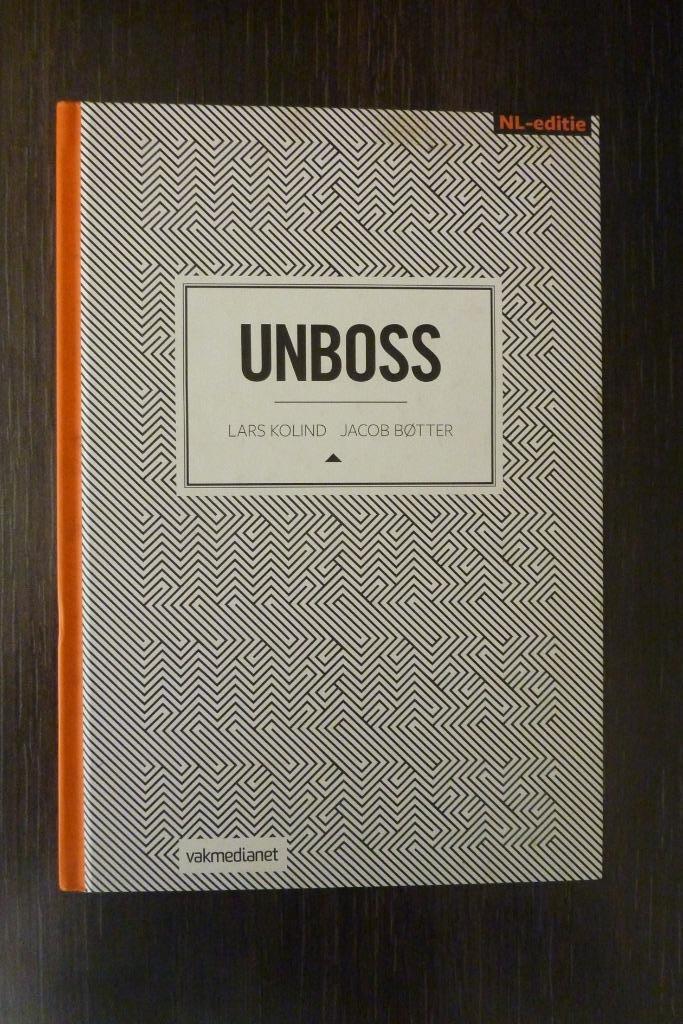 NL-editie
UNBOSS
LARS KOLIND JACOB BØTTER
vakmedianet